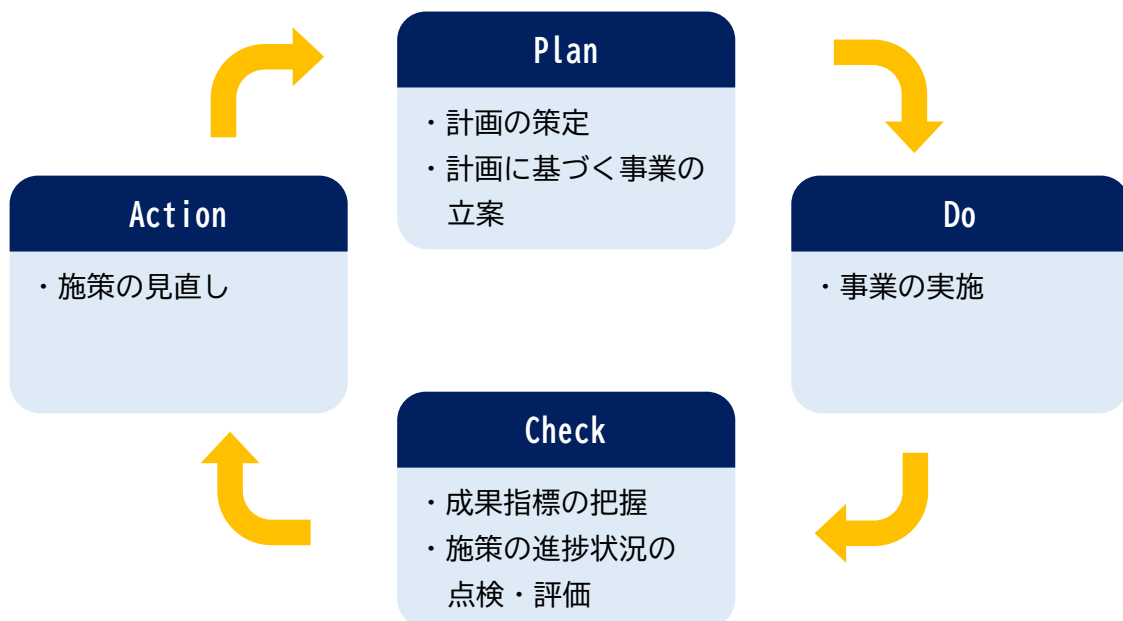 Plan
・計画の策定
・計画に基づく事業の
立案
Do
・事業の実施
Check
・成果指標の把握
・施策の進捗状況の
点検・評価
Action
・施策の見直し